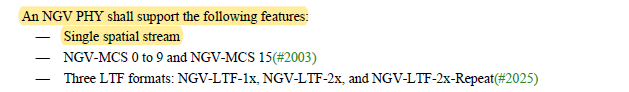 An NGV PHY shall support the following features:
— Single spatial stream
— NGV-MCS 0 to 9 and NGV-MCS 15(#2003)
— Three LTF formats: NGV-LTF-1x, NGV-LTF-2x, and NGV-LTF-2x-Repeat(#2025)